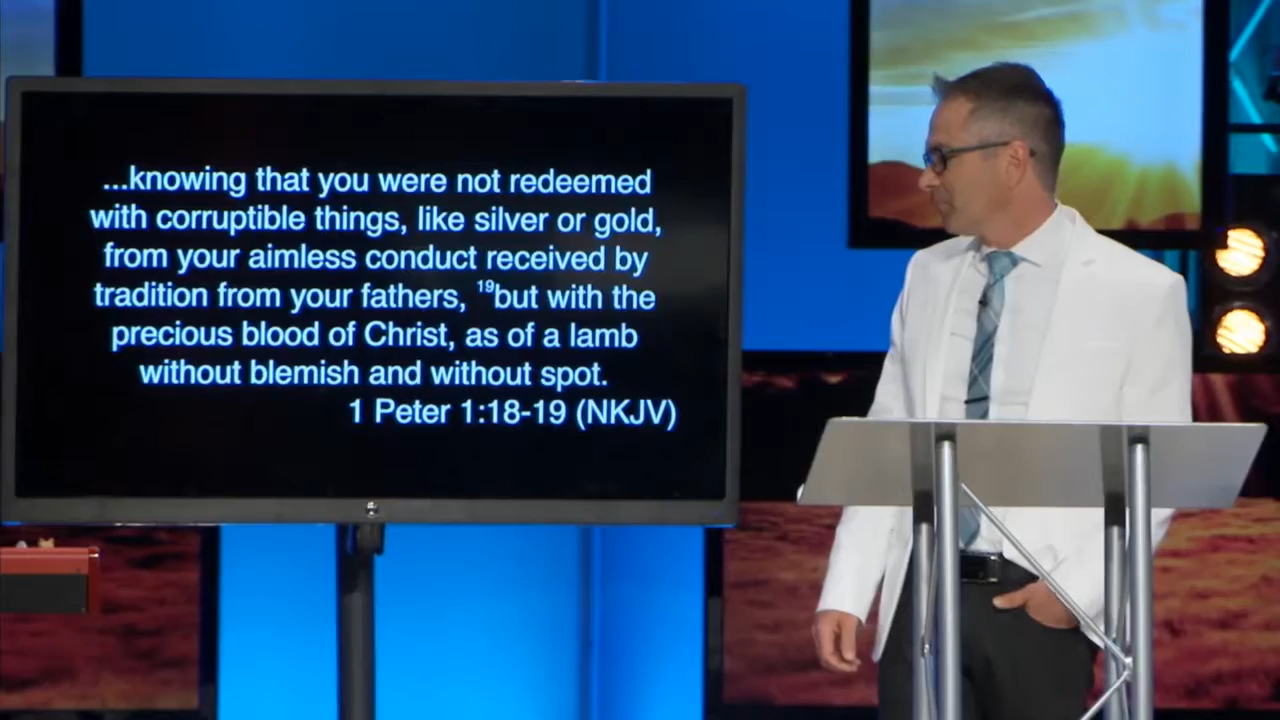 ...knowing that you were not redeemed
with corruptible things, like silver or gold,
from your aimless conduct received by
tradition from your fathers, ¹⁹but with the
precious blood of Christ, as of a lamb
without blemish and without spot.
1 Peter 1:18-19 (NKJV)